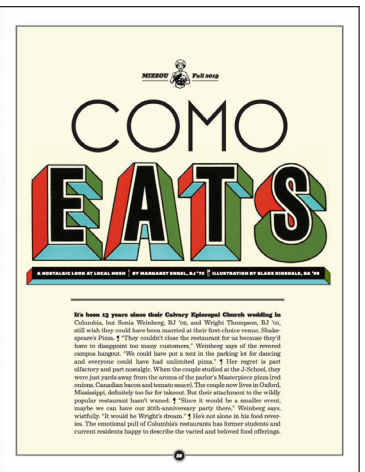 MIZZOU Fall 2013
COMO
EATS
A NOSTALGIC LOOK AT LOCAL NOSH BY MARGARET ENGEL, BJ '73 ILLUSTRATION BY BLAKE DINSDALE, BA '99
It's been 13 years since their Calvary Episcopal Church wedding in
Columbia, but Sonia Weinberg, BJ '02, and Wright Thompson, BJ '01,
still wish they could have been married at their first-choice venue, Shake-
speare's Pizza. ¶ "They couldn't close the restaurant for us because they'd
have to disappoint too many customers," Weinberg says of the revered
campus hangout. "We could have put a tent in the parking lot for dancing
and everyone could have had unlimited pizza." ¶ Her regret is part
olfactory and part nostalgic. When the couple studied at the J-School, they
were just yards away from the aroma of the parlor's Masterpiece pizza (red
onions, Canadian bacon and tomato sauce). The couple now lives in Oxford,
Mississippi, definitely too far for takeout. But their attachment to the wildly
popular restaurant hasn't waned. ¶ "Since it would be a smaller event,
maybe we can have our 20th-anniversary party there," Weinberg says,
wistfully. "It would be Wright's dream." ¶ He's not alone in his food rever-
ies. The emotional pull of Columbia's restaurants has former students and
current residents happy to describe the varied and beloved food offerings.